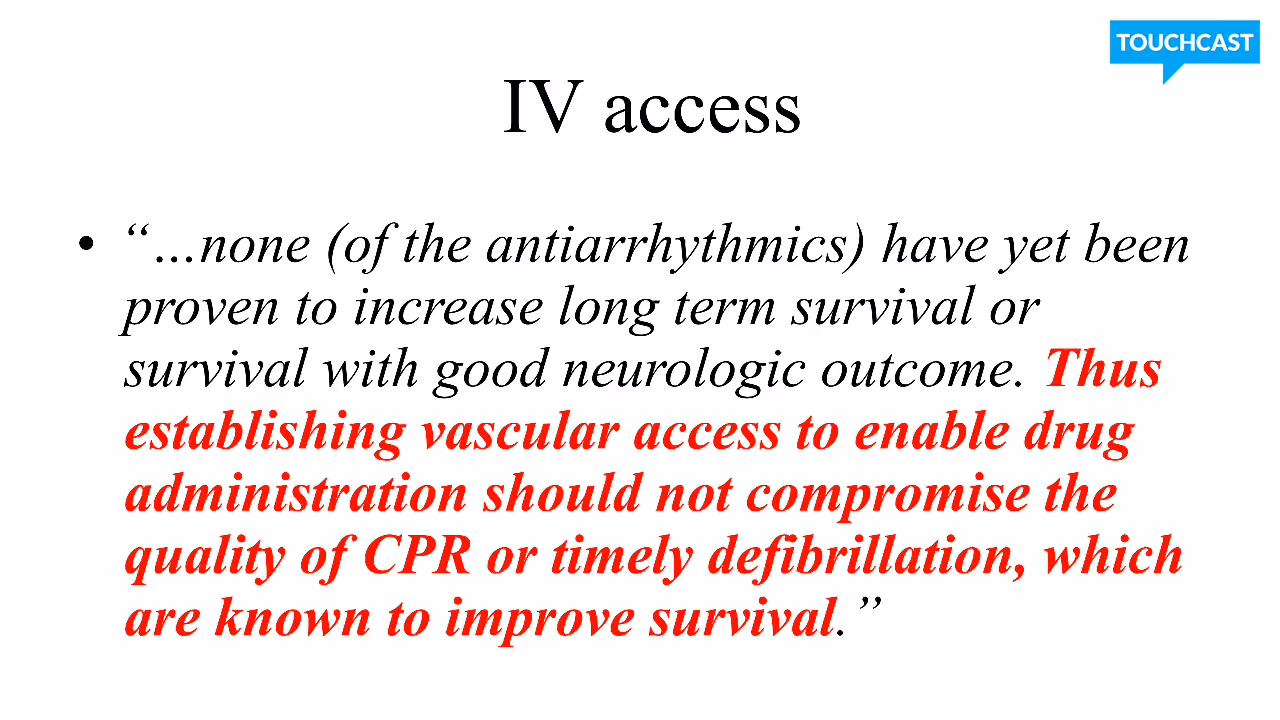 TOUCHCAST
IV access
• “…none (of the antiarrhythmics) have yet been
proven to increase long term survival or
survival with good neurologic outcome. Thus
establishing vascular access to enable drug
administration should not compromise the
quality of CPR or timely defibrillation, which
are known to improve survival.”